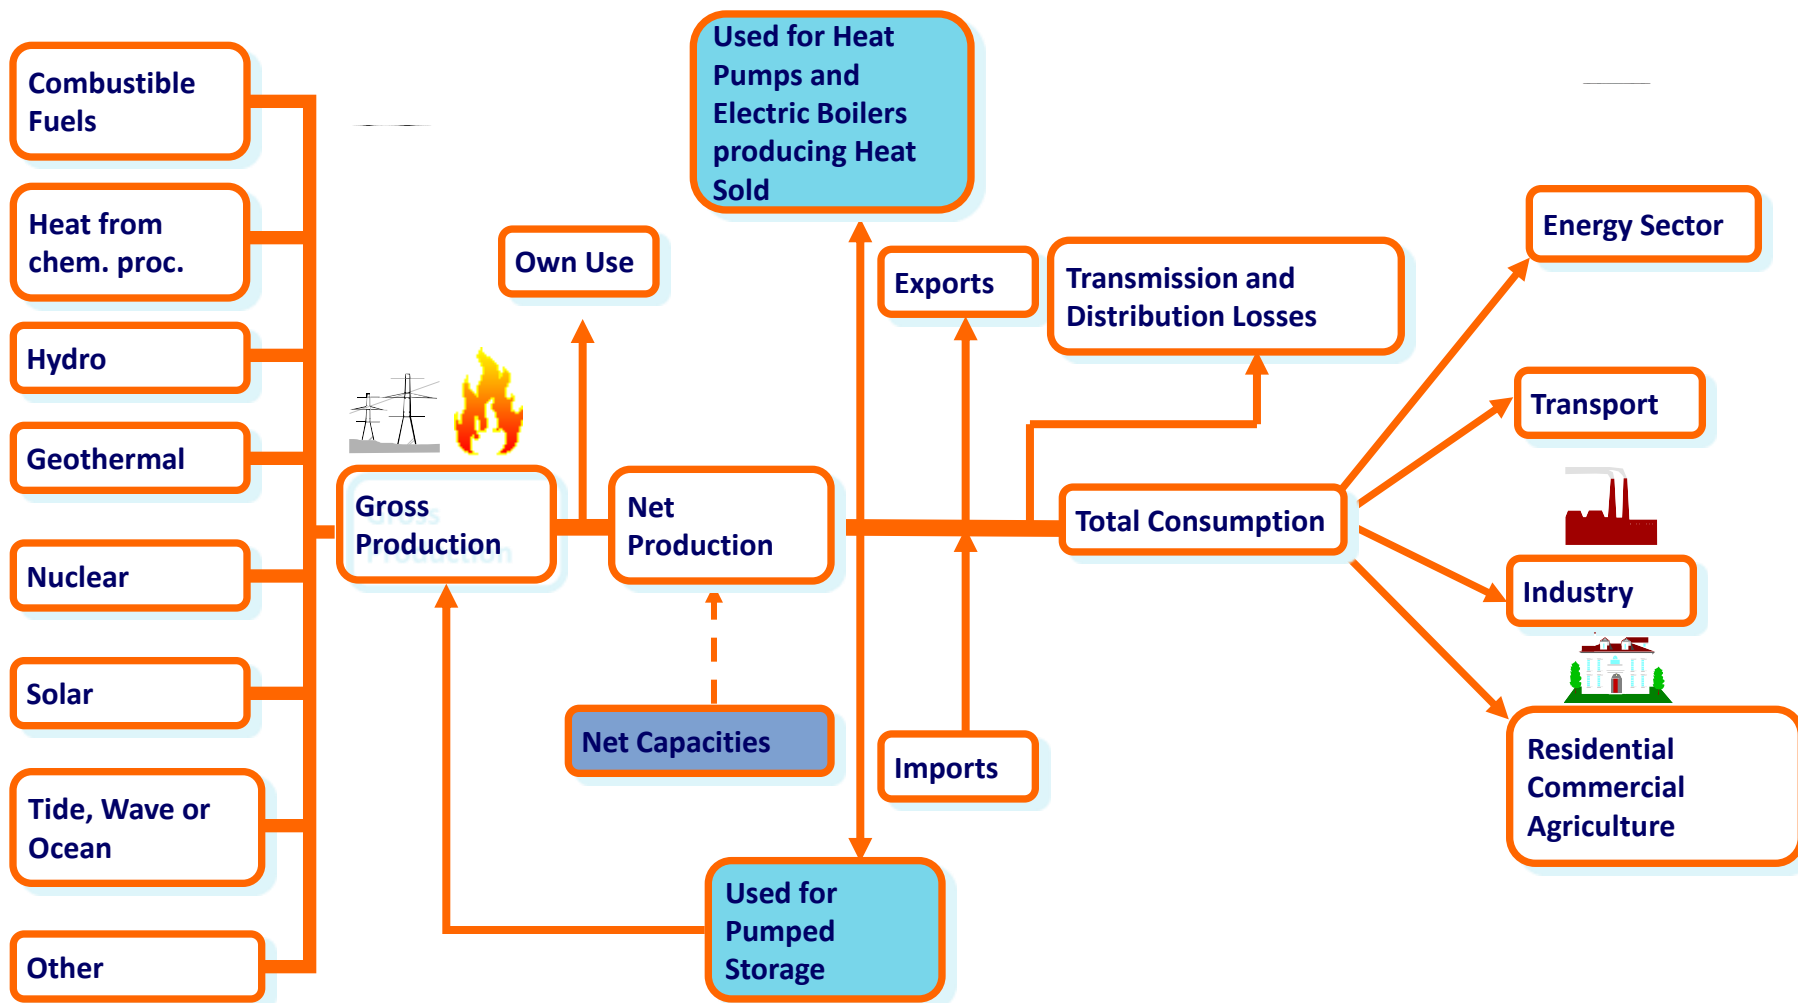 Combustible
Fuels
Heat from
chem. proc.
Hydro
Geothermal
Nuclear
Solar
Tide, Wave or
Ocean
Other
Gross
Production
Own Use
Net
Production
Net Capacities
Used for Heat
Pumps and
Electric Boilers
producing Heat
Sold
Used for
Pumped
Storage
Exports
Imports
Transmission and
Distribution Losses
Total Consumption
Energy Sector
Transport
Industry
Residential
Commercial
Agriculture